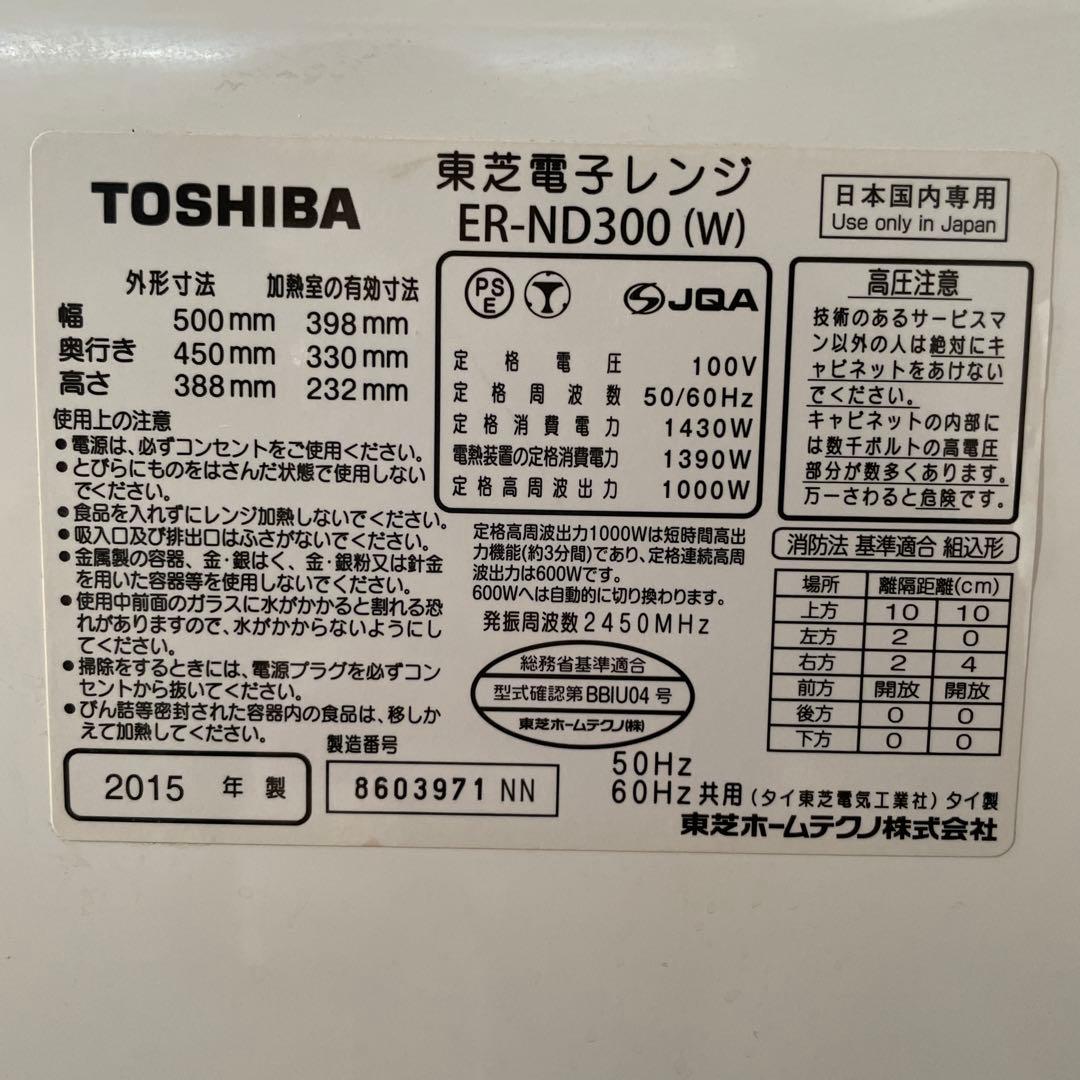 TOSHIBA
東芝電子レンジ
ER-ND300 (W)
日本国内専用
Use only in Japan
外形寸法 加熱室の有効寸法
幅 500mm 398mm
奥行き 450mm 330mm
高さ 388mm 232mm
使用上の注意
●電源は、必ずコンセントをご使用ください。
●とびらにものをはさんだ状態で使用しない
でください。
●食品を入れずにレンジ加熱しないでください。
●吸入口及び排出口はふさがないでください。
●金属製の容器、金・銀はく、金・銀粉又は針金
を用いた容器等を使用しないでください。
●使用中前面のガラスに水がかかると割れる恐
れがありますので、水がかからないようにし
てください。
●掃除をするときには、電源プラグを必ずコン
セントから抜いてください。
●びん詰等密封された容器内の食品は、移しか
えて加熱してください。
2015 年 製
製造番号
8603971 NN
PS
E
JQA
定格電圧 100V
定格周波数 50/60Hz
定格消費電力 1430W
電熱装置の定格消費電力 1390W
定格高周波出力 1000W
定格高周波出力1000Wは短時間高出
力機能(約3分間)であり、定格連続高周
波出力は600Wです。
600Wへは自動的に切り換わります。
発振周波数2450MHz
総務省基準適合
型式確認第BBIU04号
東芝ホームテクノ(株)
高圧注意
技術のあるサービスマ
ン以外の人は絶対にキ
ャビネットをあけない
でください。
キャビネットの内部に
は数千ボルトの高電圧
部分が数多くあります。
万一さわると危険です。
消防法 基準適合 組込形
場所 離隔距離(cm)
上方 10 10
左方 2 0
右方 2 4
前方 開放 開放
後方 0 0
下方 0 0
50Hz
60Hz共用(タイ東芝電気工業社)タイ製
東芝ホームテクノ株式会社